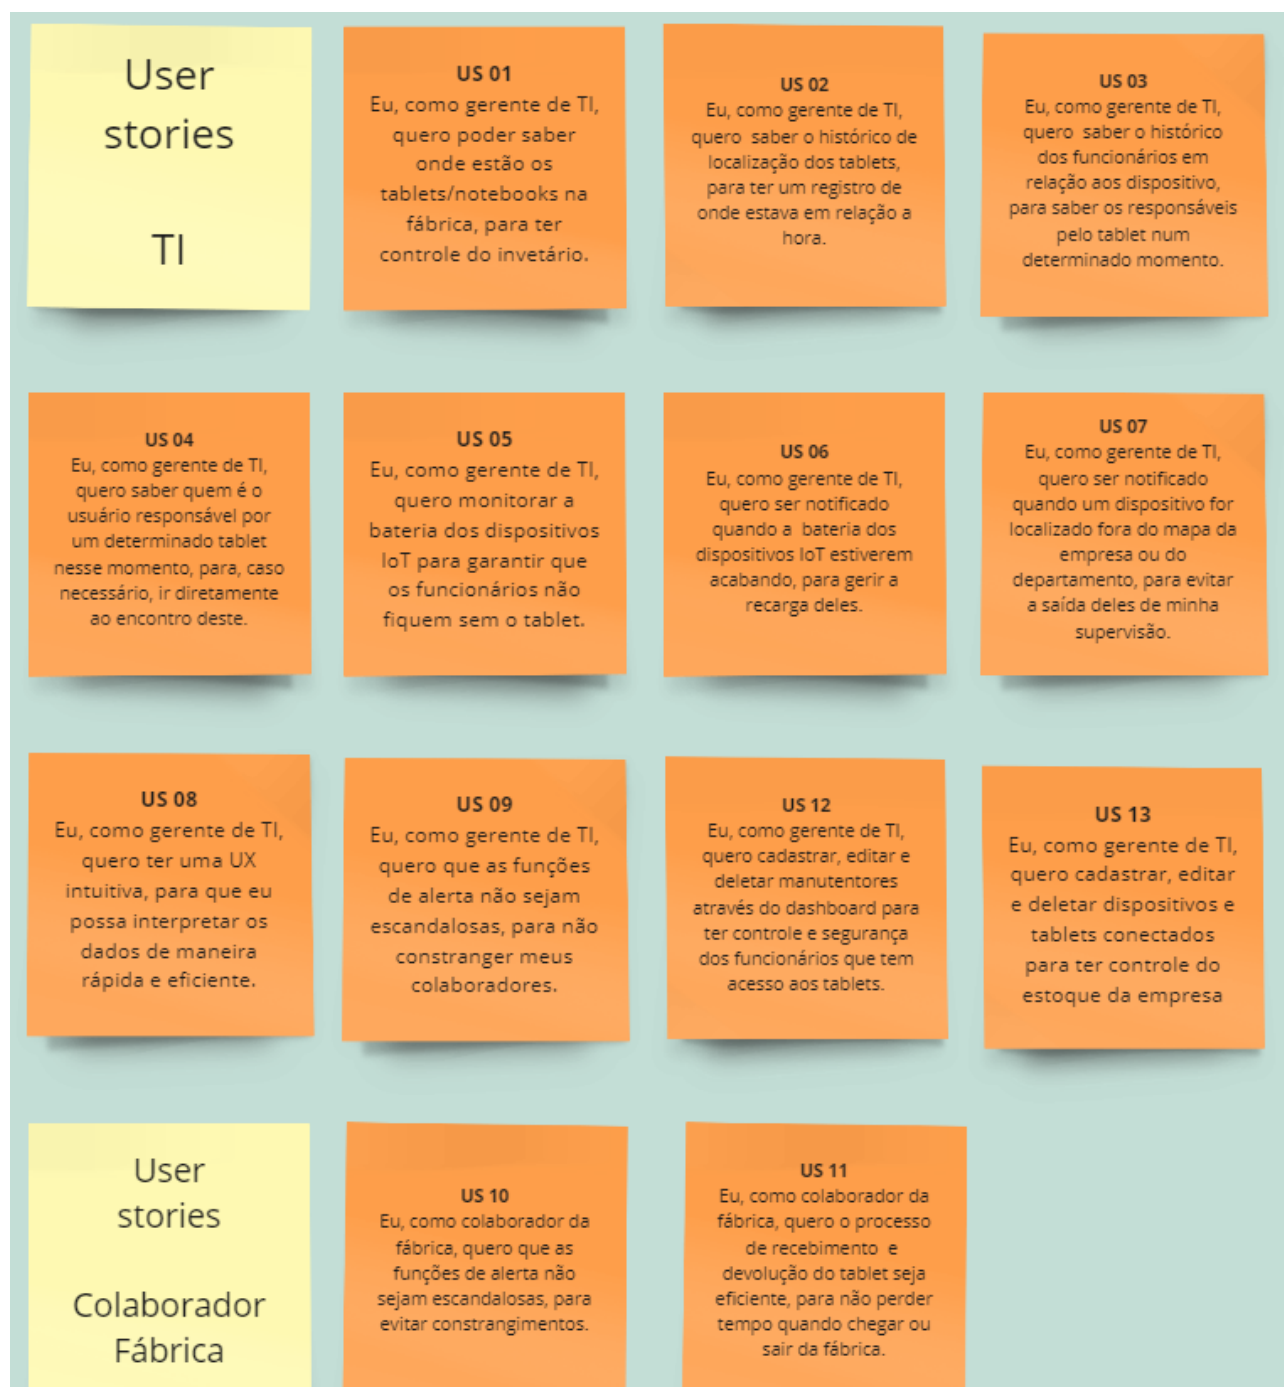 User
stories
TI
US 01
Eu, como gerente de TI,
quero poder saber
onde estão os
tablets/notebooks na
fábrica, para ter
controle do invetário.
US 02
Eu, como gerente de TI,
quero saber o histórico de
localização dos tablets,
para ter um registro de
onde estava em relação a
hora.
US 03
Eu, como gerente de TI,
quero saber o histórico
dos funcionários em
relação aos dispositivo,
para saber os responsáveis
pelo tablet num
determinado momento.
US 04
Eu, como gerente de TI,
quero saber quem é o
usuário responsável por
um determinado tablet
nesse momento, para, caso
necessário, ir diretamente
ao encontro deste.
US 05
Eu, como gerente de TI,
quero monitorar a
bateria dos dispositivos
IoT para garantir que
os funcionários não
fiquem sem o tablet.
US 06
Eu, como gerente de TI,
quero ser notificado
quando a bateria dos
dispositivos IoT estiverem
acabando, para gerir a
recarga deles.
US 07
Eu, como gerente de TI,
quero ser notificado
quando um dispositivo for
localizado fora do mapa da
empresa ou do
departamento, para evitar
a saída deles de minha
supervisão.
US 08
Eu, como gerente de TI,
quero ter uma UX
intuitiva, para que eu
possa interpretar os
dados de maneira
rápida e eficiente.
US 09
Eu, como gerente de TI,
quero que as funções
de alerta não sejam
escandalosas, para não
constranger meus
colaboradores.
US 12
Eu, como gerente de TI,
quero cadastrar, editar e
deletar manutentores
através do dashboard para
ter controle e segurança
dos funcionários que tem
acesso aos tablets.
US 13
Eu, como gerente de TI,
quero cadastrar, editar
e deletar dispositivos e
tablets conectados
para ter controle do
estoque da empresa
User
stories
Colaborador
Fábrica
US 10
Eu, como colaborador da
fábrica, quero que as
funções de alerta não
sejam escandalosas, para
evitar constrangimentos.
US 11
Eu, como colaborador da
fábrica, quero o processo
de recebimento e
devolução do tablet seja
eficiente, para não perder
tempo quando chegar ou
sair da fábrica.